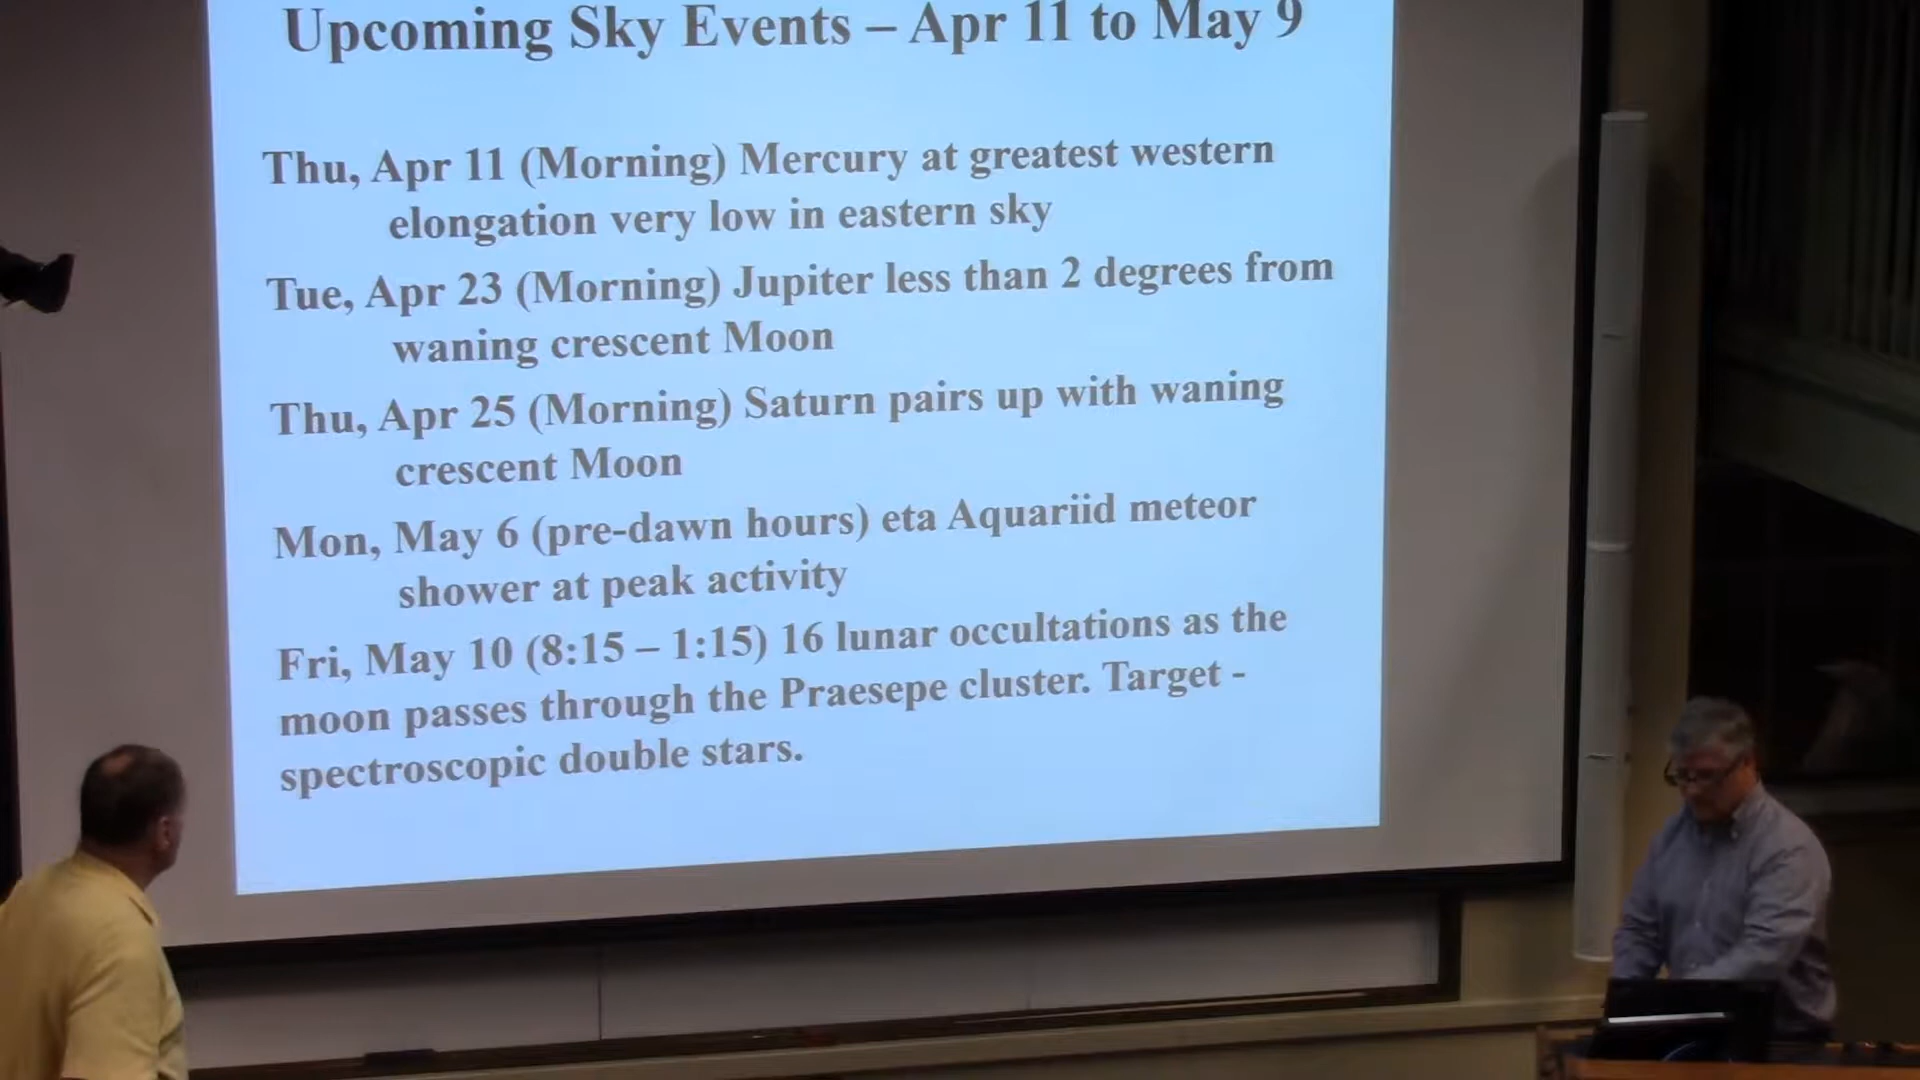 Upcoming Sky Events – Apr 11 to May 9
Thu, Apr 11 (Morning) Mercury at greatest western
elongation very low in eastern sky
Tue, Apr 23 (Morning) Jupiter less than 2 degrees from
waning crescent Moon
Thu, Apr 25 (Morning) Saturn pairs up with waning
crescent Moon
Mon, May 6 (pre-dawn hours) eta Aquariid meteor
shower at peak activity
Fri, May 10 (8:15 – 1:15) 16 lunar occultations as the
moon passes through the Praesepe cluster. Target -
spectroscopic double stars.